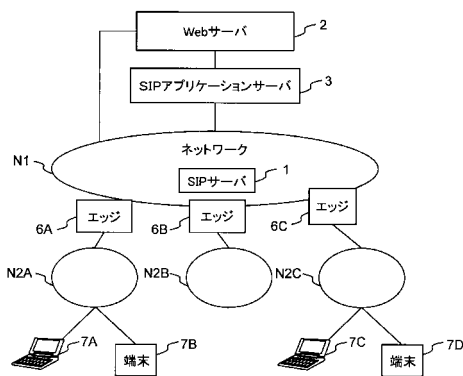 Webサーバ
2
SIPアプリケーションサーバ
3
ネットワーク
N1
SIPサーバ
1
エッジ
エッジ
エッジ
6A
6B
6C
N2A
N2B
N2C
7A
端末
7B
7C
端末
7D